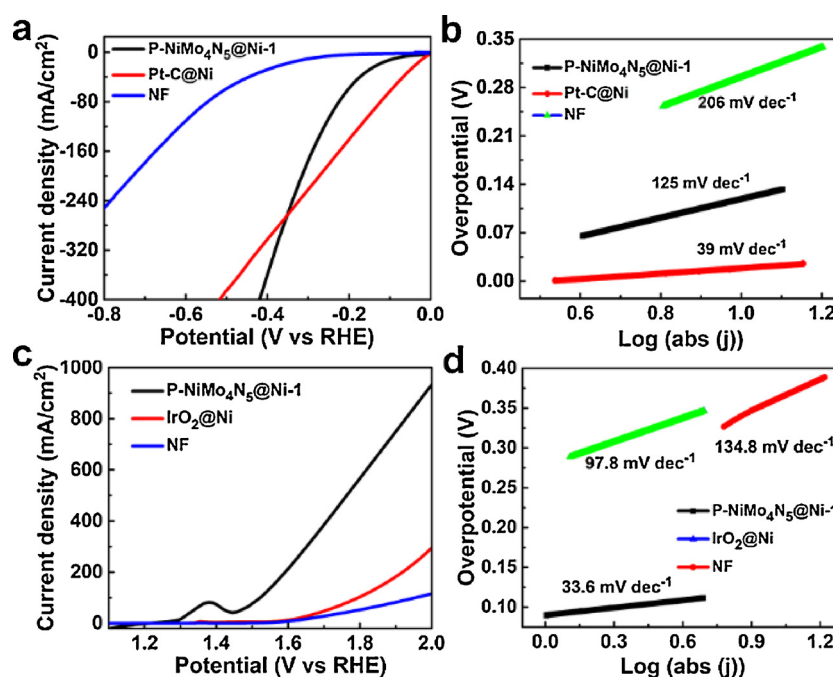 a
P-NiMo4N5@Ni-1
Pt-C@Ni
NF
Current density (mA/cm2)
0
-80
-160
-240
-320
-400
-0.8 -0.6 -0.4 -0.2 0.0
Potential (V vs RHE)
b
P-NiMo4N5@Ni-1
Pt-C@Ni
NF
206 mV dec-1
125 mV dec-1
39 mV dec-1
Overpotential (V)
0.35
0.28
0.21
0.14
0.07
0.00
0.6 0.8 1.0 1.2
Log (abs (j))
c
P-NiMo4N5@Ni-1
IrO2@Ni
NF
Current density (mA/cm2)
1000
800
600
400
200
0
1.2 1.4 1.6 1.8 2.0
Potential (V vs RHE)
d
97.8 mV dec-1
134.8 mV dec-1
P-NiMo4N5@Ni-1
IrO2@Ni
NF
33.6 mV dec-1
Overpotential (V)
0.40
0.35
0.30
0.25
0.20
0.15
0.10
0.0 0.3 0.6 0.9 1.2
Log (abs (j))